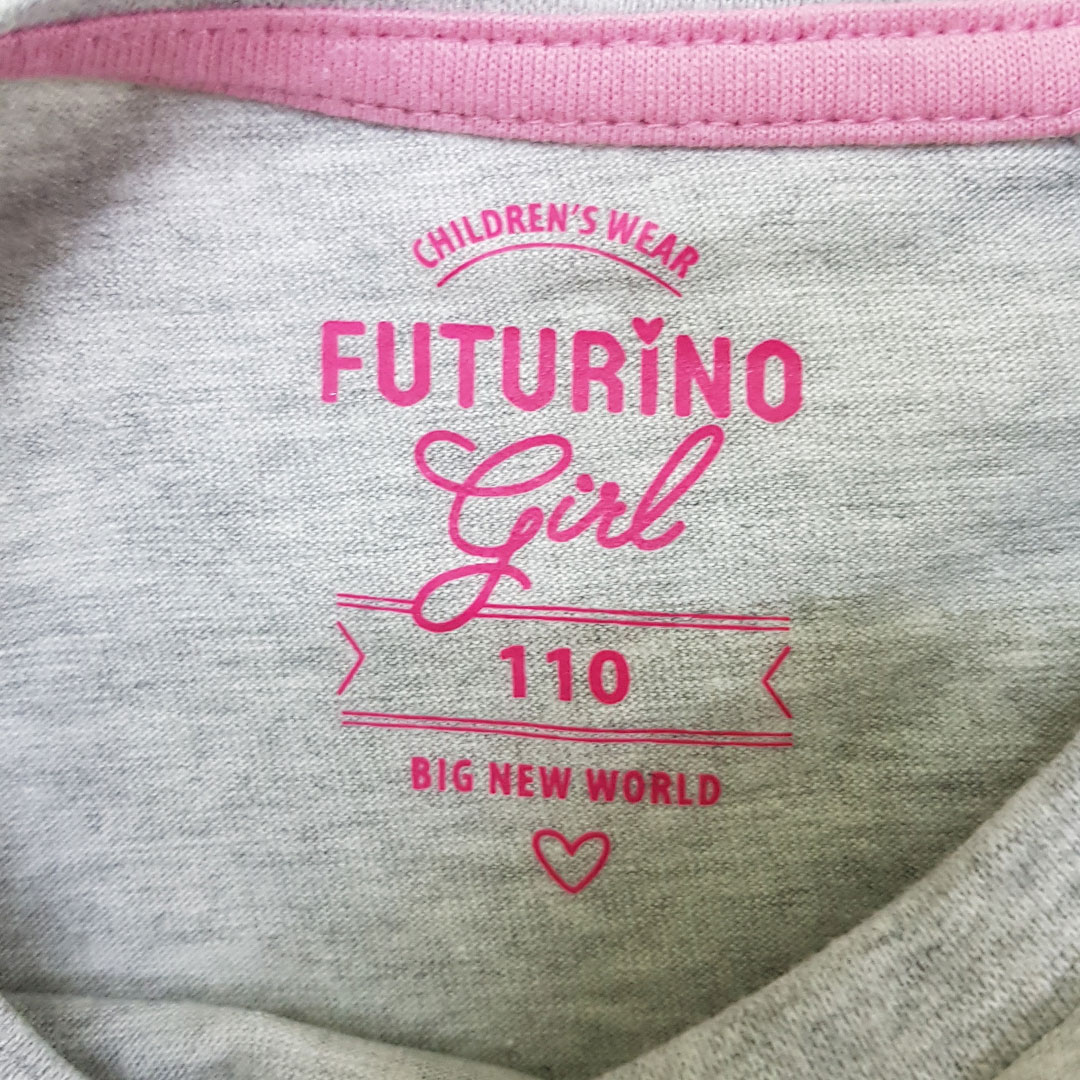 CHILDREN'S WEAR
FUTURINO
Girl
110
BIG NEW WORLD